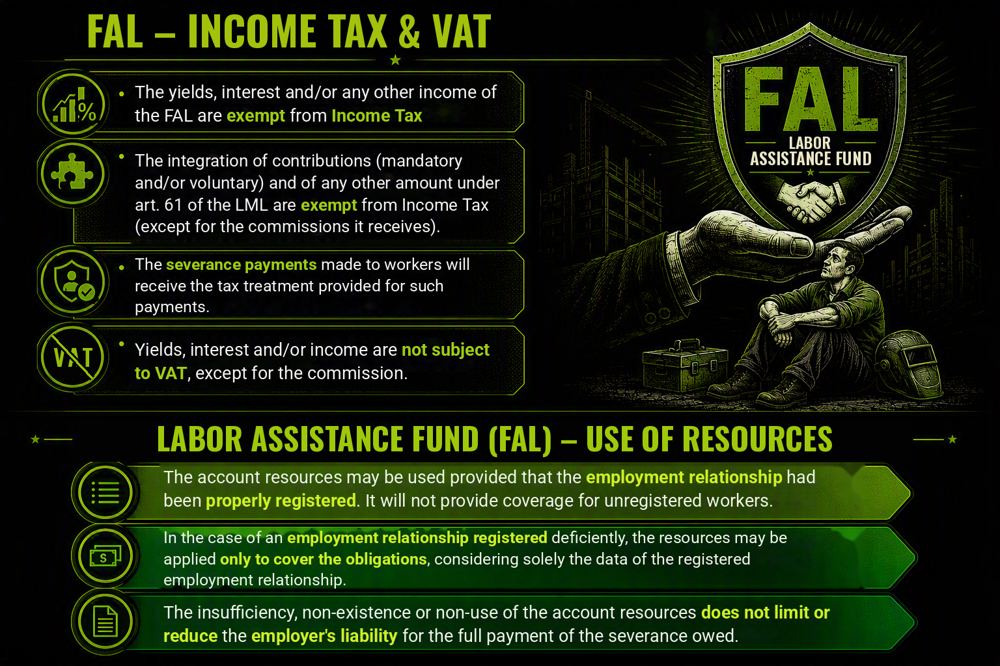 FAL – INCOME TAX & VAT
• The yields, interest and/or any other income of
the FAL are exempt from Income Tax
• The integration of contributions (mandatory
and/or voluntary) and of any other amount under
art. 61 of the LML are exempt from Income Tax
(except for the commissions it receives).
• The severance payments made to workers will
receive the tax treatment provided for such
payments.
VAT
• Yields, interest and/or income are not subject
to VAT, except for the commission.
%
FAL
LABOR
ASSISTANCE FUND
LABOR ASSISTANCE FUND (FAL) – USE OF RESOURCES
The account resources may be used provided that the employment relationship had
been properly registered. It will not provide coverage for unregistered workers.
$
In the case of an employment relationship registered deficiently, the resources may be
applied only to cover the obligations, considering solely the data of the registered
employment relationship.
The insufficiency, non-existence or non-use of the account resources does not limit or
reduce the employer's liability for the full payment of the severance owed.